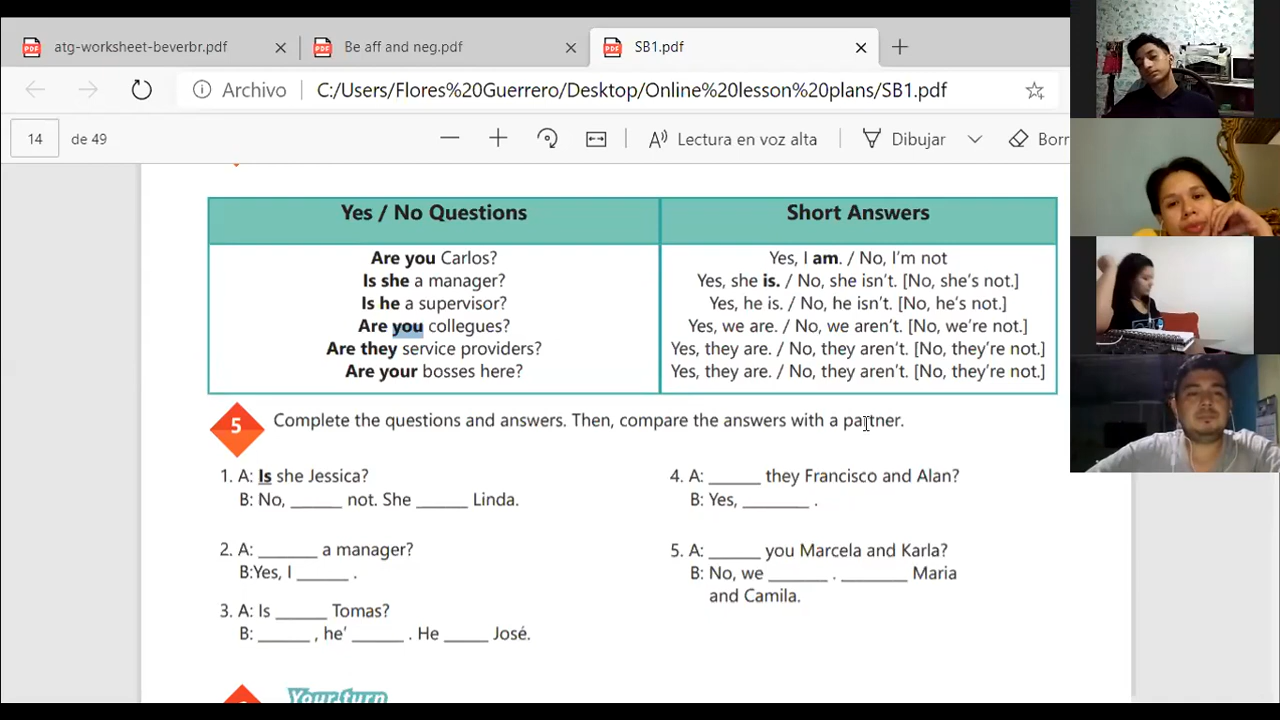 atg-worksheet-beverbr.pdf
Be aff and neg.pdf
SB1.pdf
Archivo
C:/Users/Flores%20Guerrero/Desktop/Online%20lesson%20plans/SB1.pdf
14 de 49
Lectura en voz alta
Dibujar
Borr
Yes / No Questions
Short Answers
Are you Carlos?
Yes, I am. / No, I'm not
Is she a manager?
Yes, she is. / No, she isn't. [No, she's not.]
Is he a supervisor?
Yes, he is. / No, he isn't. [No, he's not.]
Are you collegues?
Yes, we are. / No, we aren't. [No, we're not.]
Are they service providers?
Yes, they are. / No, they aren't. [No, they're not.]
Are your bosses here?
Yes, they are. / No, they aren't. [No, they're not.]
5 Complete the questions and answers. Then, compare the answers with a partner.
1. A: Is she Jessica?
B: No, ______ not. She ______ Linda.
2. A: _______ a manager?
B:Yes, I ______ .
3. A: Is ______ Tomas?
B: ______ , he' ______ . He _____ José.
4. A: ______ they Francisco and Alan?
B: Yes, ________ .
5. A: ______ you Marcela and Karla?
B: No, we _______ . ________ Maria
and Camila.
Your turn